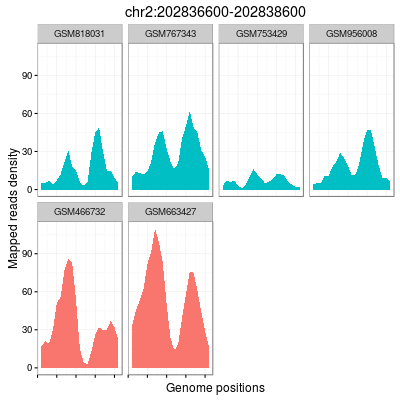 chr2:202836600-202838600
GSM818031 GSM767343 GSM753429 GSM956008
90
60
30
0
Mapped reads density
GSM466732 GSM663427
90
60
30
0
Genome positions